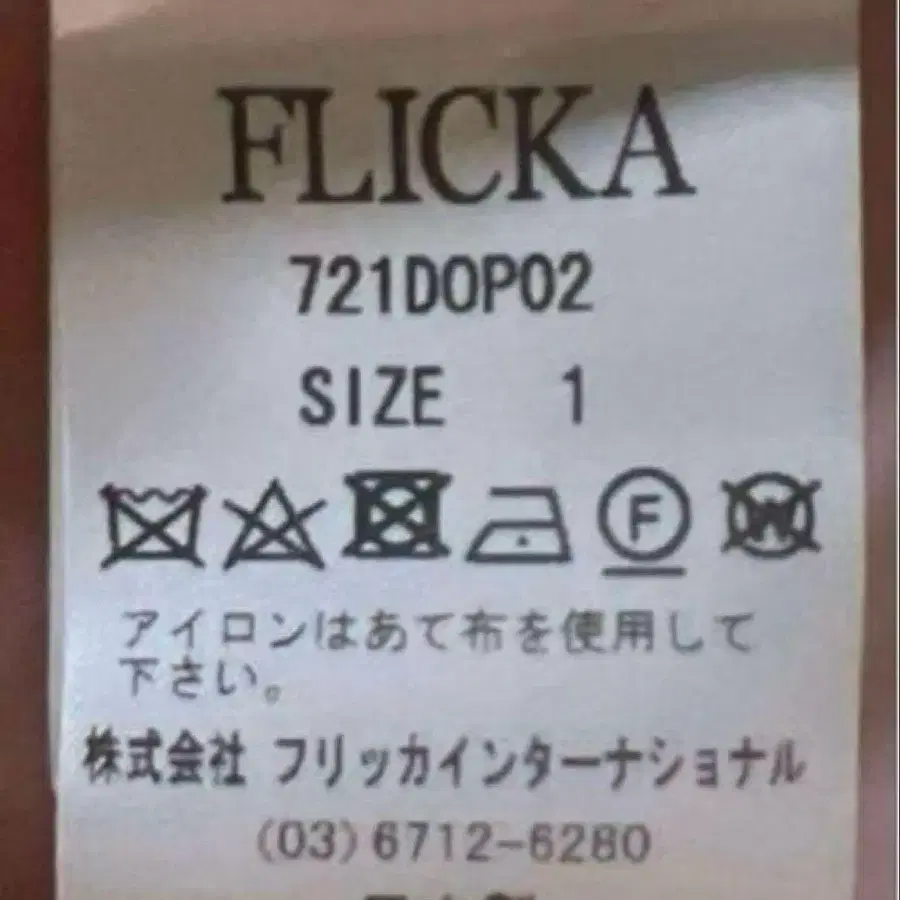 FLICKA
721DOP02
SIZE 1
F W
アイロンはあて布を使用して
下さい。
株式会社 フリッカインターナショナル
(03)6712-6280